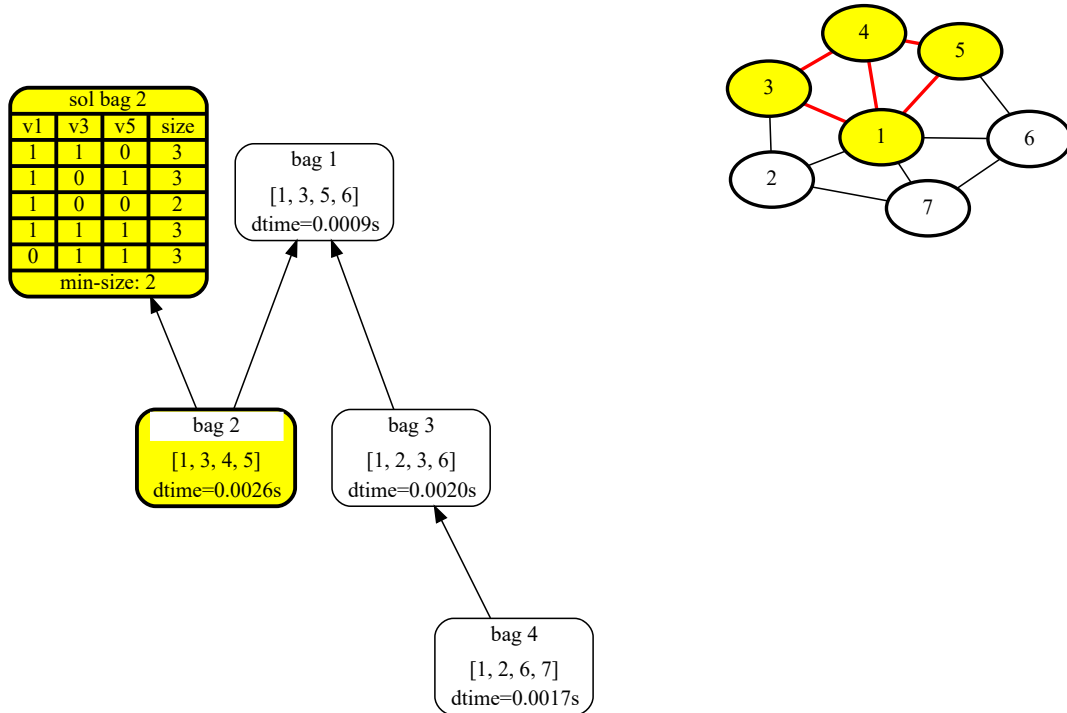 sol bag 2
v1 v3 v5 size
1 1 0 3
1 0 1 3
1 0 0 2
1 1 1 3
0 1 1 3
min-size: 2
bag 1
[1, 3, 5, 6]
dtime=0.0009s
bag 2
[1, 3, 4, 5]
dtime=0.0026s
bag 3
[1, 2, 3, 6]
dtime=0.0020s
bag 4
[1, 2, 6, 7]
dtime=0.0017s
4
5
3
1
6
2
7